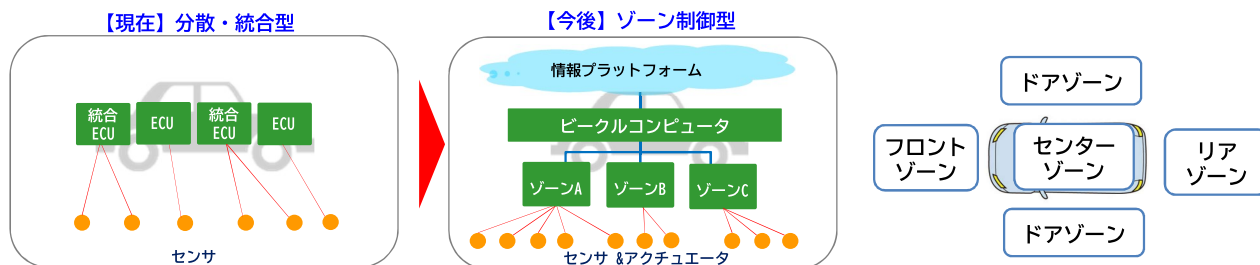 【現在】分散・統合型
統合
ECU
ECU
統合
ECU
ECU
センサ
【今後】ゾーン制御型
情報プラットフォーム
ビークルコンピュータ
ゾーンA
ゾーンB
ゾーンC
センサ &アクチュエータ
ドアゾーン
フロント
ゾーン
センター
ゾーン
リア
ゾーン
ドアゾーン